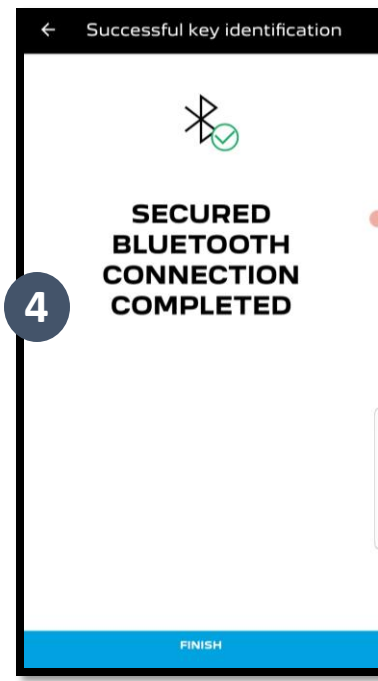 Successful key identification
SECURED
BLUETOOTH
CONNECTION
COMPLETED
4
FINISH